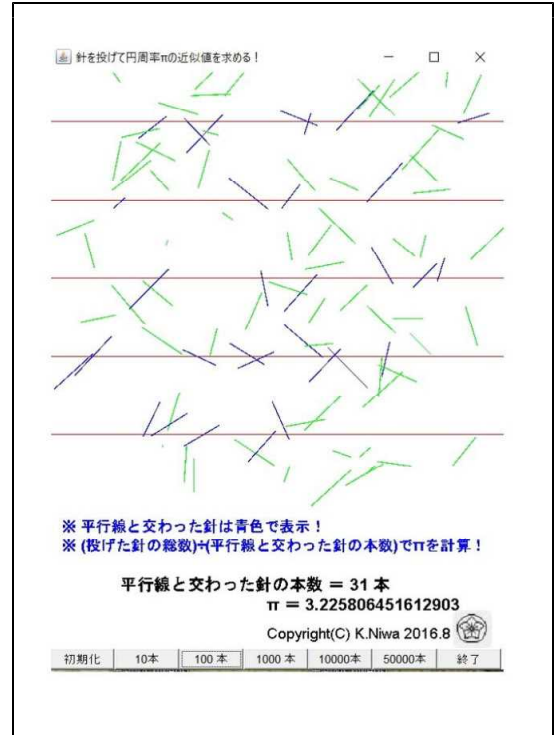 針を投げて円周率πの近似値を求める！
※ 平行線と交わった針は青色で表示！
※ (投げた針の総数)÷(平行線と交わった針の本数)でπを計算！
平行線と交わった針の本数 ＝ 31 本
π ＝ 3.225806451612903
Copyright(C) K.Niwa 2016.8
初期化 10本 100 本 1000 本 10000本 50000本 終了